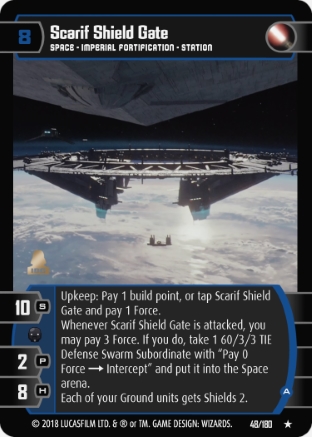 8 Scarif Shield Gate
SPACE - IMPERIAL FORTIFICATION - STATION
10 S
2 P
8 H
Upkeep: Pay 1 build point, or tap Scarif Shield
Gate and pay 1 Force.
Whenever Scarif Shield Gate is attacked, you
may pay 3 Force. If you do, take 1 60/3/3 TIE
Defense Swarm Subordinate with "Pay 0
Force → Intercept" and put it into the Space
arena.
Each of your Ground units gets Shields 2.
A
© 2018 LUCASFILM LTD. & ® OR TM. GAME DESIGN: WIZARDS. 48/180 ★